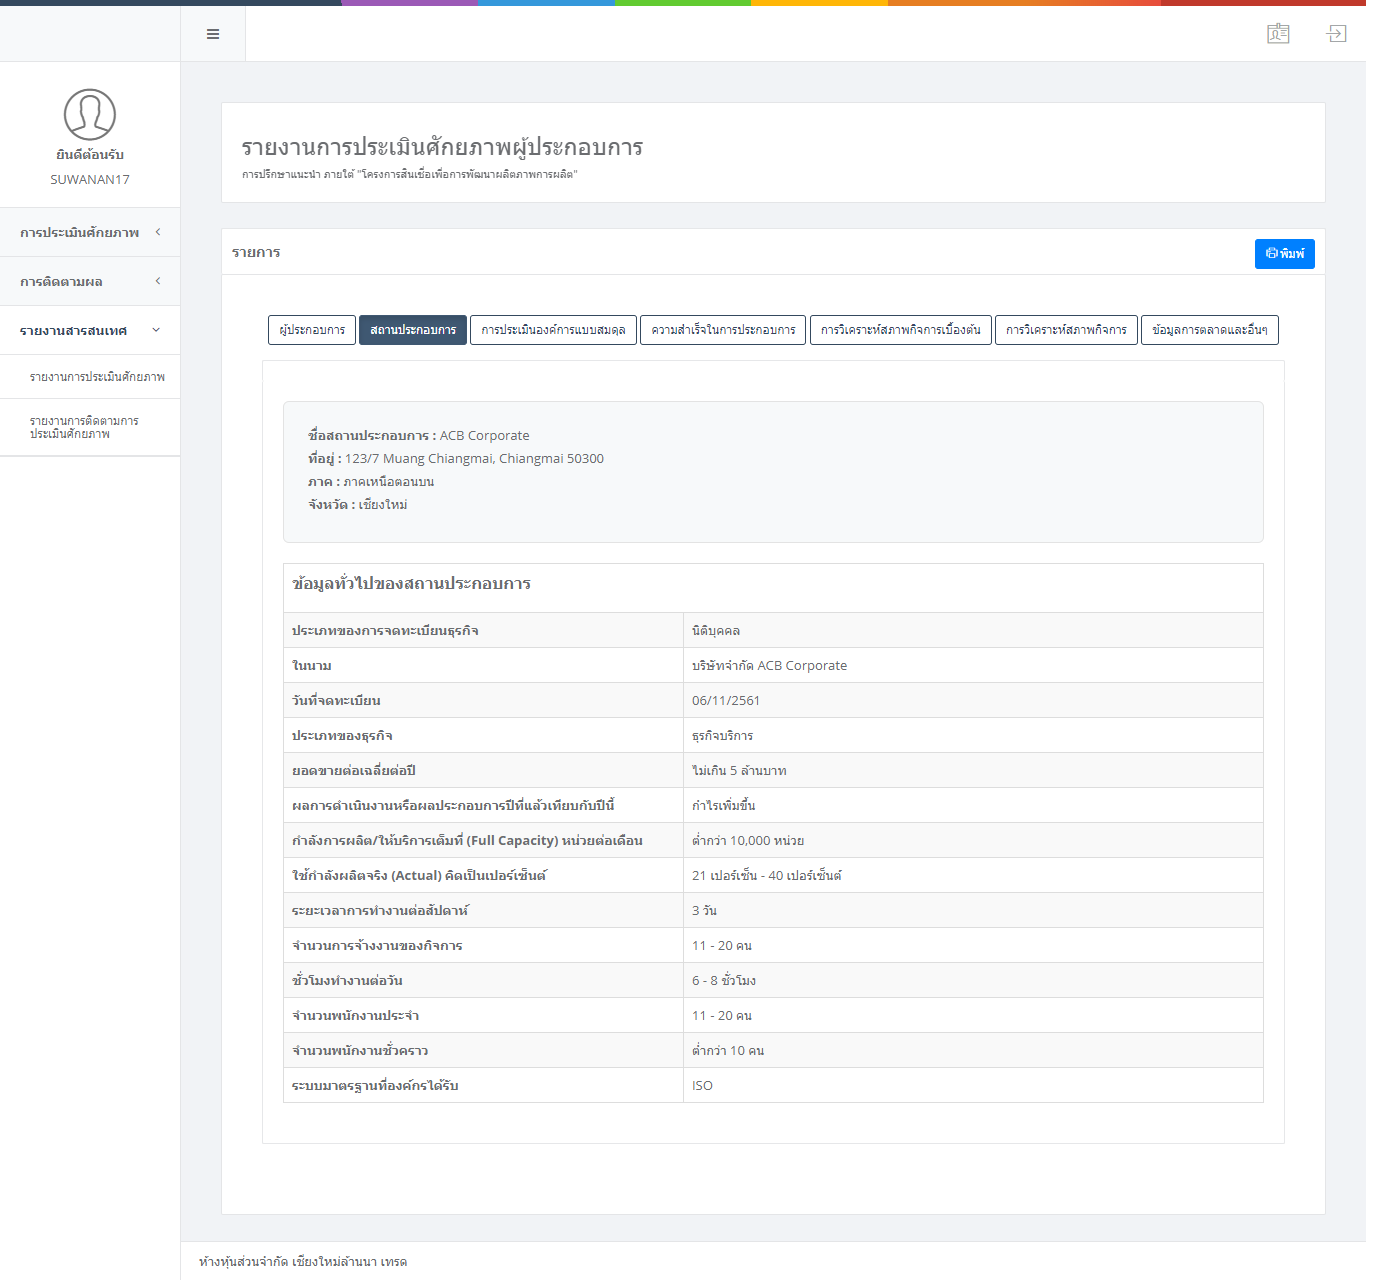 ยินดีต้อนรับ
SUWANAN17
การประเมินศักยภาพ
การติดตามผล
รายงานสารสนเทศ
รายงานการประเมินศักยภาพ
รายงานการติดตามการ
ประเมินศักยภาพ
รายงานการประเมินศักยภาพผู้ประกอบการ
การปรึกษาแนะนำ ภายใต้ "โครงการสินเชื่อเพื่อการพัฒนาผลิตภาพการผลิต"
รายการ
พิมพ์
ผู้ประกอบการ สถานประกอบการ การประเมินองค์การแบบสมดุล ความสำเร็จในการประกอบการ การวิเคราะห์สภาพกิจการเบื้องต้น การวิเคราะห์สภาพกิจการ ข้อมูลการตลาดและอื่นๆ
ชื่อสถานประกอบการ : ACB Corporate
ที่อยู่ : 123/7 Muang Chiangmai, Chiangmai 50300
ภาค : ภาคเหนือตอนบน
จังหวัด : เชียงใหม่
ข้อมูลทั่วไปของสถานประกอบการ
ประเภทของการจดทะเบียนธุรกิจ นิติบุคคล
ในนาม บริษัทจำกัด ACB Corporate
วันที่จดทะเบียน 06/11/2561
ประเภทของธุรกิจ ธุรกิจบริการ
ยอดขายต่อเฉลี่ยต่อปี ไม่เกิน 5 ล้านบาท
ผลการดำเนินงานหรือผลประกอบการปีที่แล้วเทียบกับปีนี้ กำไรเพิ่มขึ้น
กำลังการผลิต/ให้บริการเต็มที่ (Full Capacity) หน่วยต่อเดือน ต่ำกว่า 10,000 หน่วย
ใช้กำลังผลิตจริง (Actual) คิดเป็นเปอร์เซ็นต์ 21 เปอร์เซ็น - 40 เปอร์เซ็นต์
ระยะเวลาการทำงานต่อสัปดาห์ 3 วัน
จำนวนการจ้างงานของกิจการ 11 - 20 คน
ชั่วโมงทำงานต่อวัน 6 - 8 ชั่วโมง
จำนวนพนักงานประจำ 11 - 20 คน
จำนวนพนักงานชั่วคราว ต่ำกว่า 10 คน
ระบบมาตรฐานที่องค์กรได้รับ ISO
ห้างหุ้นส่วนจำกัด เชียงใหม่ล้านนา เทรด